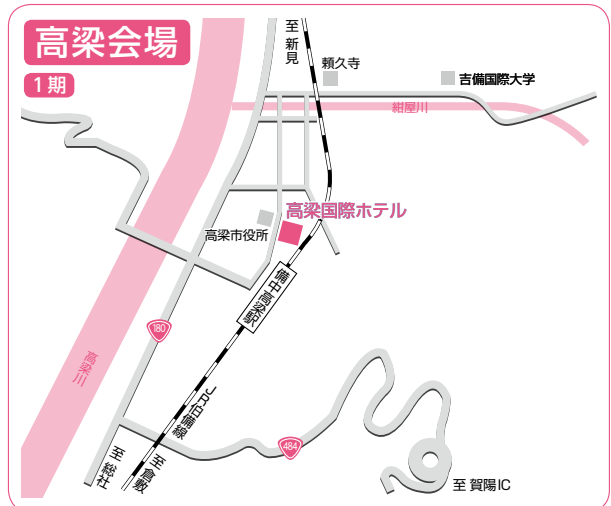 高梁会場
1期
至 新見
頼久寺
吉備国際大学
紺屋川
高梁国際ホテル
高梁市役所
備中高梁駅
180
高梁川
JR伯備線
484
至 総社
至 倉敷
至 賀陽IC